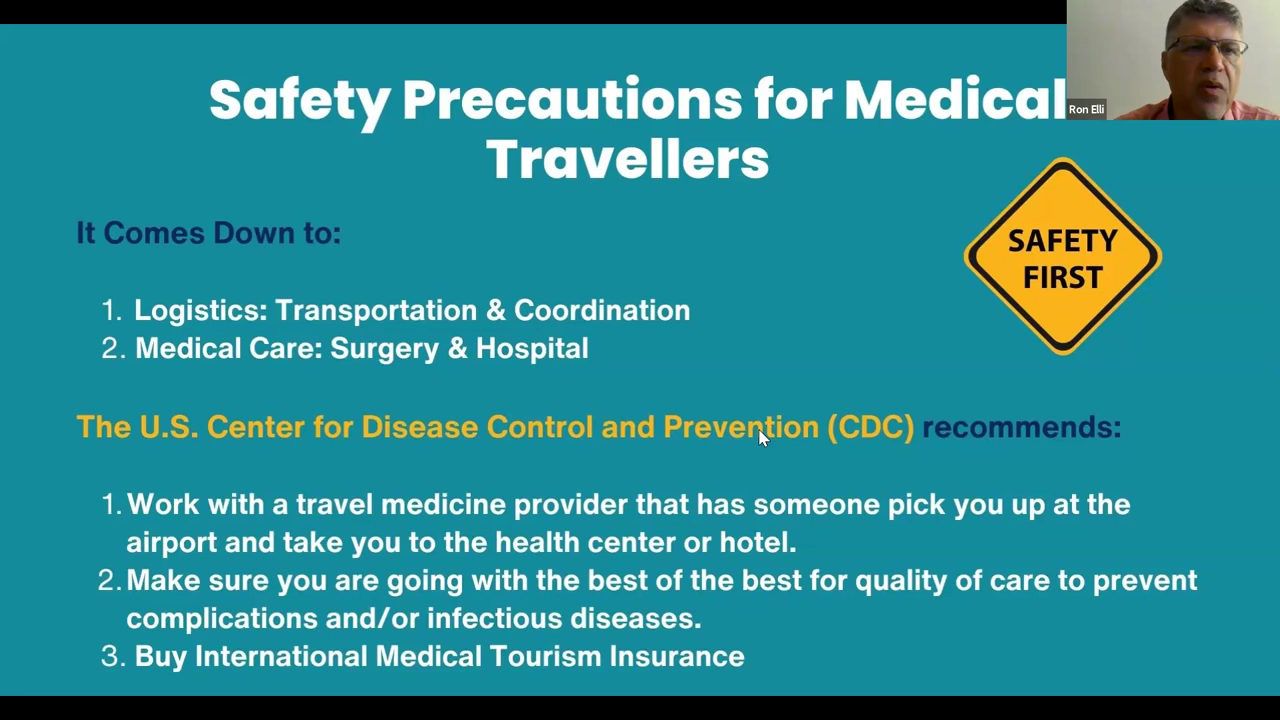 Safety Precautions for Medical
Travellers
Ron Elli
SAFETY
FIRST
It Comes Down to:
1. Logistics: Transportation & Coordination
2. Medical Care: Surgery & Hospital
The U.S. Center for Disease Control and Prevention (CDC) recommends:
1. Work with a travel medicine provider that has someone pick you up at the
airport and take you to the health center or hotel.
2. Make sure you are going with the best of the best for quality of care to prevent
complications and/or infectious diseases.
3. Buy International Medical Tourism Insurance